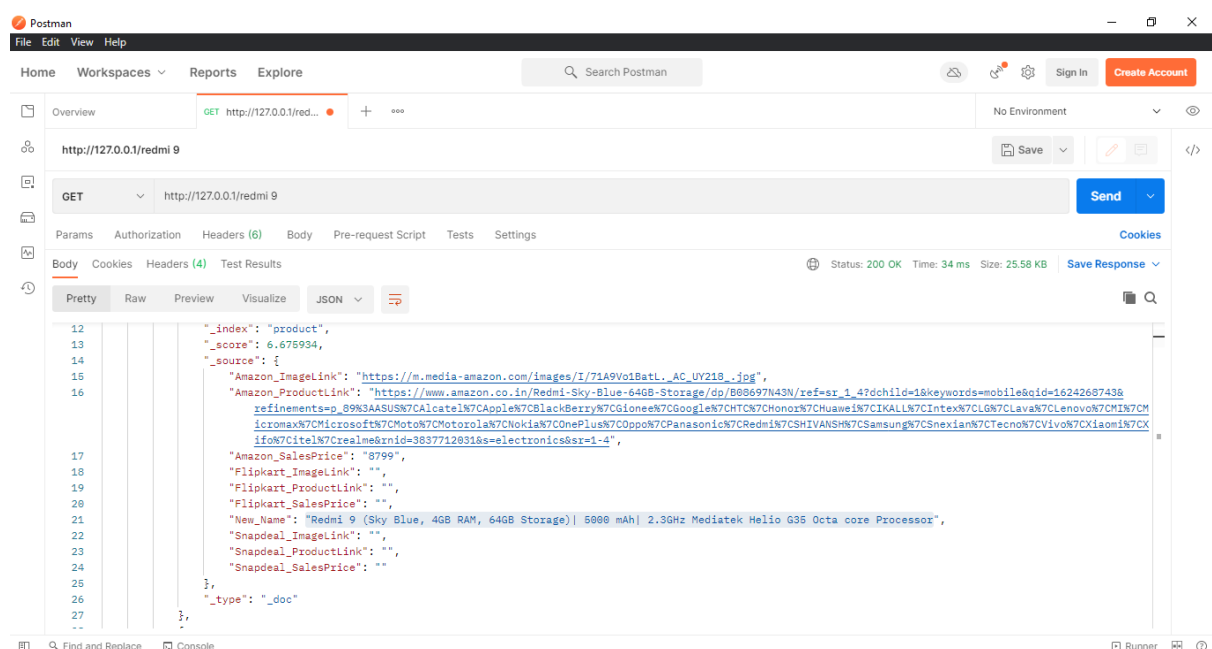 Postman
File Edit View Help
Home Workspaces Reports Explore Search Postman Sign In Create Account
Overview GET http://127.0.0.1/red... No Environment
http://127.0.0.1/redmi 9 Save
GET http://127.0.0.1/redmi 9 Send
Params Authorization Headers (6) Body Pre-request Script Tests Settings Cookies
Body Cookies Headers (4) Test Results Status: 200 OK Time: 34 ms Size: 25.58 KB Save Response
Pretty Raw Preview Visualize JSON
12 "_index": "product",
13 "_score": 6.675934,
14 "_source": {
15 "Amazon_ImageLink": "https://m.media-amazon.com/images/I/71A9Vo1BatL._AC_UY218_.jpg",
16 "Amazon_ProductLink": "https://www.amazon.co.in/Redmi-Sky-Blue-64GB-Storage/dp/B08697N43N/ref=sr_1_4?dchild=1&keywords=mobile&qid=1624268743&
refinements=p_89%3AASUS%7CAlcatel%7CApple%7CBlackBerry%7CGionee%7CGoogle%7CHTC%7CHonor%7CHuawei%7CIKALL%7CIntex%7CLG%7CLava%7CLenovo%7CMI%7CM
icromax%7CMicrosoft%7CMoto%7CMotorola%7CNokia%7COnePlus%7COppo%7CPanasonic%7CRedmi%7CSHIVANSH%7CSamsung%7CSnexian%7CTecno%7CVivo%7CXiaomi%7CX
ifo%7Citel%7Crealme&rnid=3837712031&s=electronics&sr=1-4",
17 "Amazon_SalesPrice": "8799",
18 "Flipkart_ImageLink": "",
19 "Flipkart_ProductLink": "",
20 "Flipkart_SalesPrice": "",
21 "New_Name": "Redmi 9 (Sky Blue, 4GB RAM, 64GB Storage)| 5000 mAh| 2.3GHz Mediatek Helio G35 Octa core Processor",
22 "Snapdeal_ImageLink": "",
23 "Snapdeal_ProductLink": "",
24 "Snapdeal_SalesPrice": ""
25 },
26 "_type": "_doc"
27 },
Find and Replace Console Runner